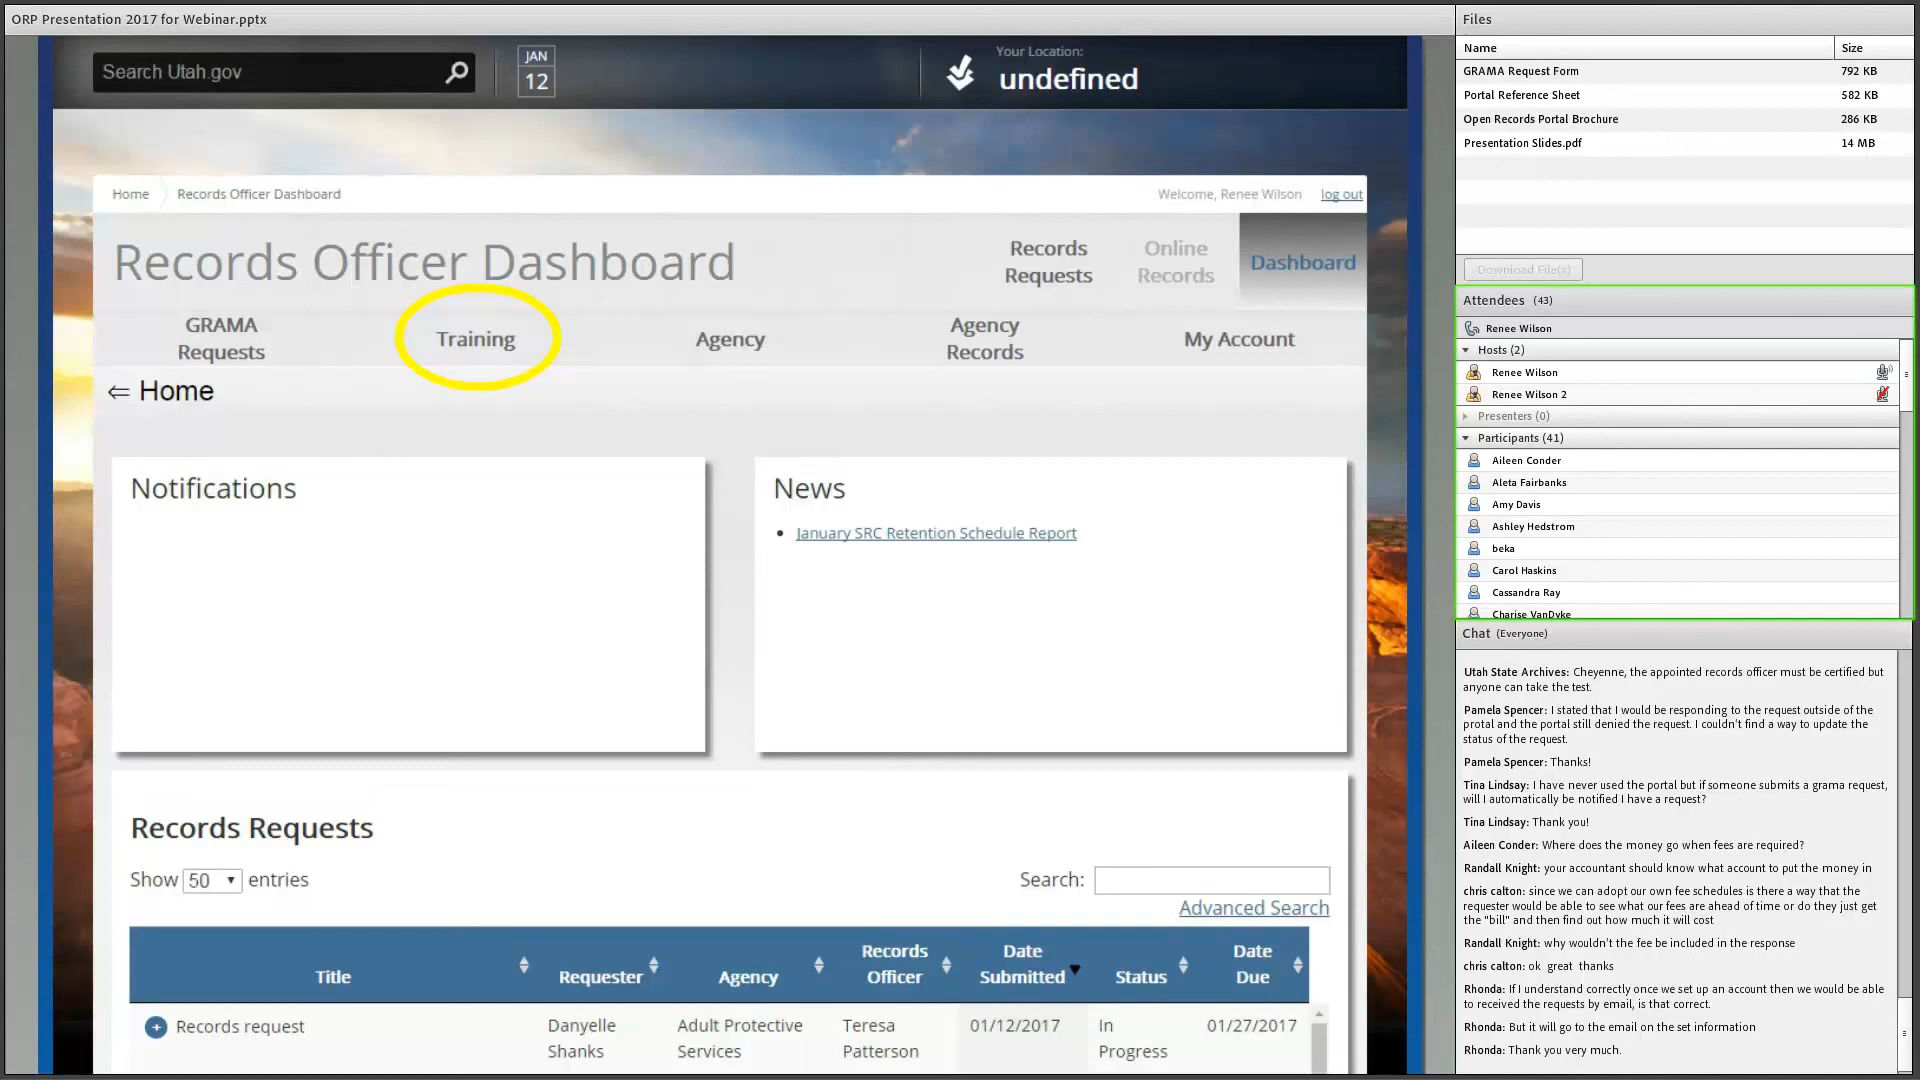 ORP Presentation 2017 for Webinar.pptx
Search Utah.gov
JAN
12
Your Location:
undefined
Home
Records Officer Dashboard
Welcome, Renee Wilson
log out
Records Officer Dashboard
Records
Requests
Online
Records
Dashboard
GRAMA
Requests
Training
Agency
Agency
Records
My Account
⇐ Home
Notifications
News
• January SRC Retention Schedule Report
Records Requests
Show 50 entries
Search:
Advanced Search
Title
Requester
Agency
Records
Officer
Date
Submitted
Status
Date
Due
Records request
Danyelle
Shanks
Adult Protective
Services
Teresa
Patterson
01/12/2017
In
Progress
01/27/2017
Files
Name
Size
GRAMA Request Form
792 KB
Portal Reference Sheet
582 KB
Open Records Portal Brochure
286 KB
Presentation Slides.pdf
14 MB
Download File(s)
Attendees (43)
Renee Wilson
Hosts (2)
Renee Wilson
Renee Wilson 2
Presenters (0)
Participants (41)
Aileen Conder
Aleta Fairbanks
Amy Davis
Ashley Hedstrom
beka
Carol Haskins
Cassandra Ray
Charise VanDyke
Chat (Everyone)
Utah State Archives: Cheyenne, the appointed records officer must be certified but
anyone can take the test.
Pamela Spencer: I stated that I would be responding to the request outside of the
protal and the portal still denied the request. I couldn't find a way to update the
status of the request.
Pamela Spencer: Thanks!
Tina Lindsay: I have never used the portal but if someone submits a grama request,
will I automatically be notified I have a request?
Tina Lindsay: Thank you!
Aileen Conder: Where does the money go when fees are required?
Randall Knight: your accountant should know what account to put the money in
chris calton: since we can adopt our own fee schedules is there a way that the
requester would be able to see what our fees are ahead of time or do they just get
the "bill" and then find out how much it will cost
Randall Knight: why wouldn't the fee be included in the response
chris calton: ok great thanks
Rhonda: If I understand correctly once we set up an account then we would be able
to received the requests by email, is that correct.
Rhonda: But it will go to the email on the set information
Rhonda: Thank you very much.